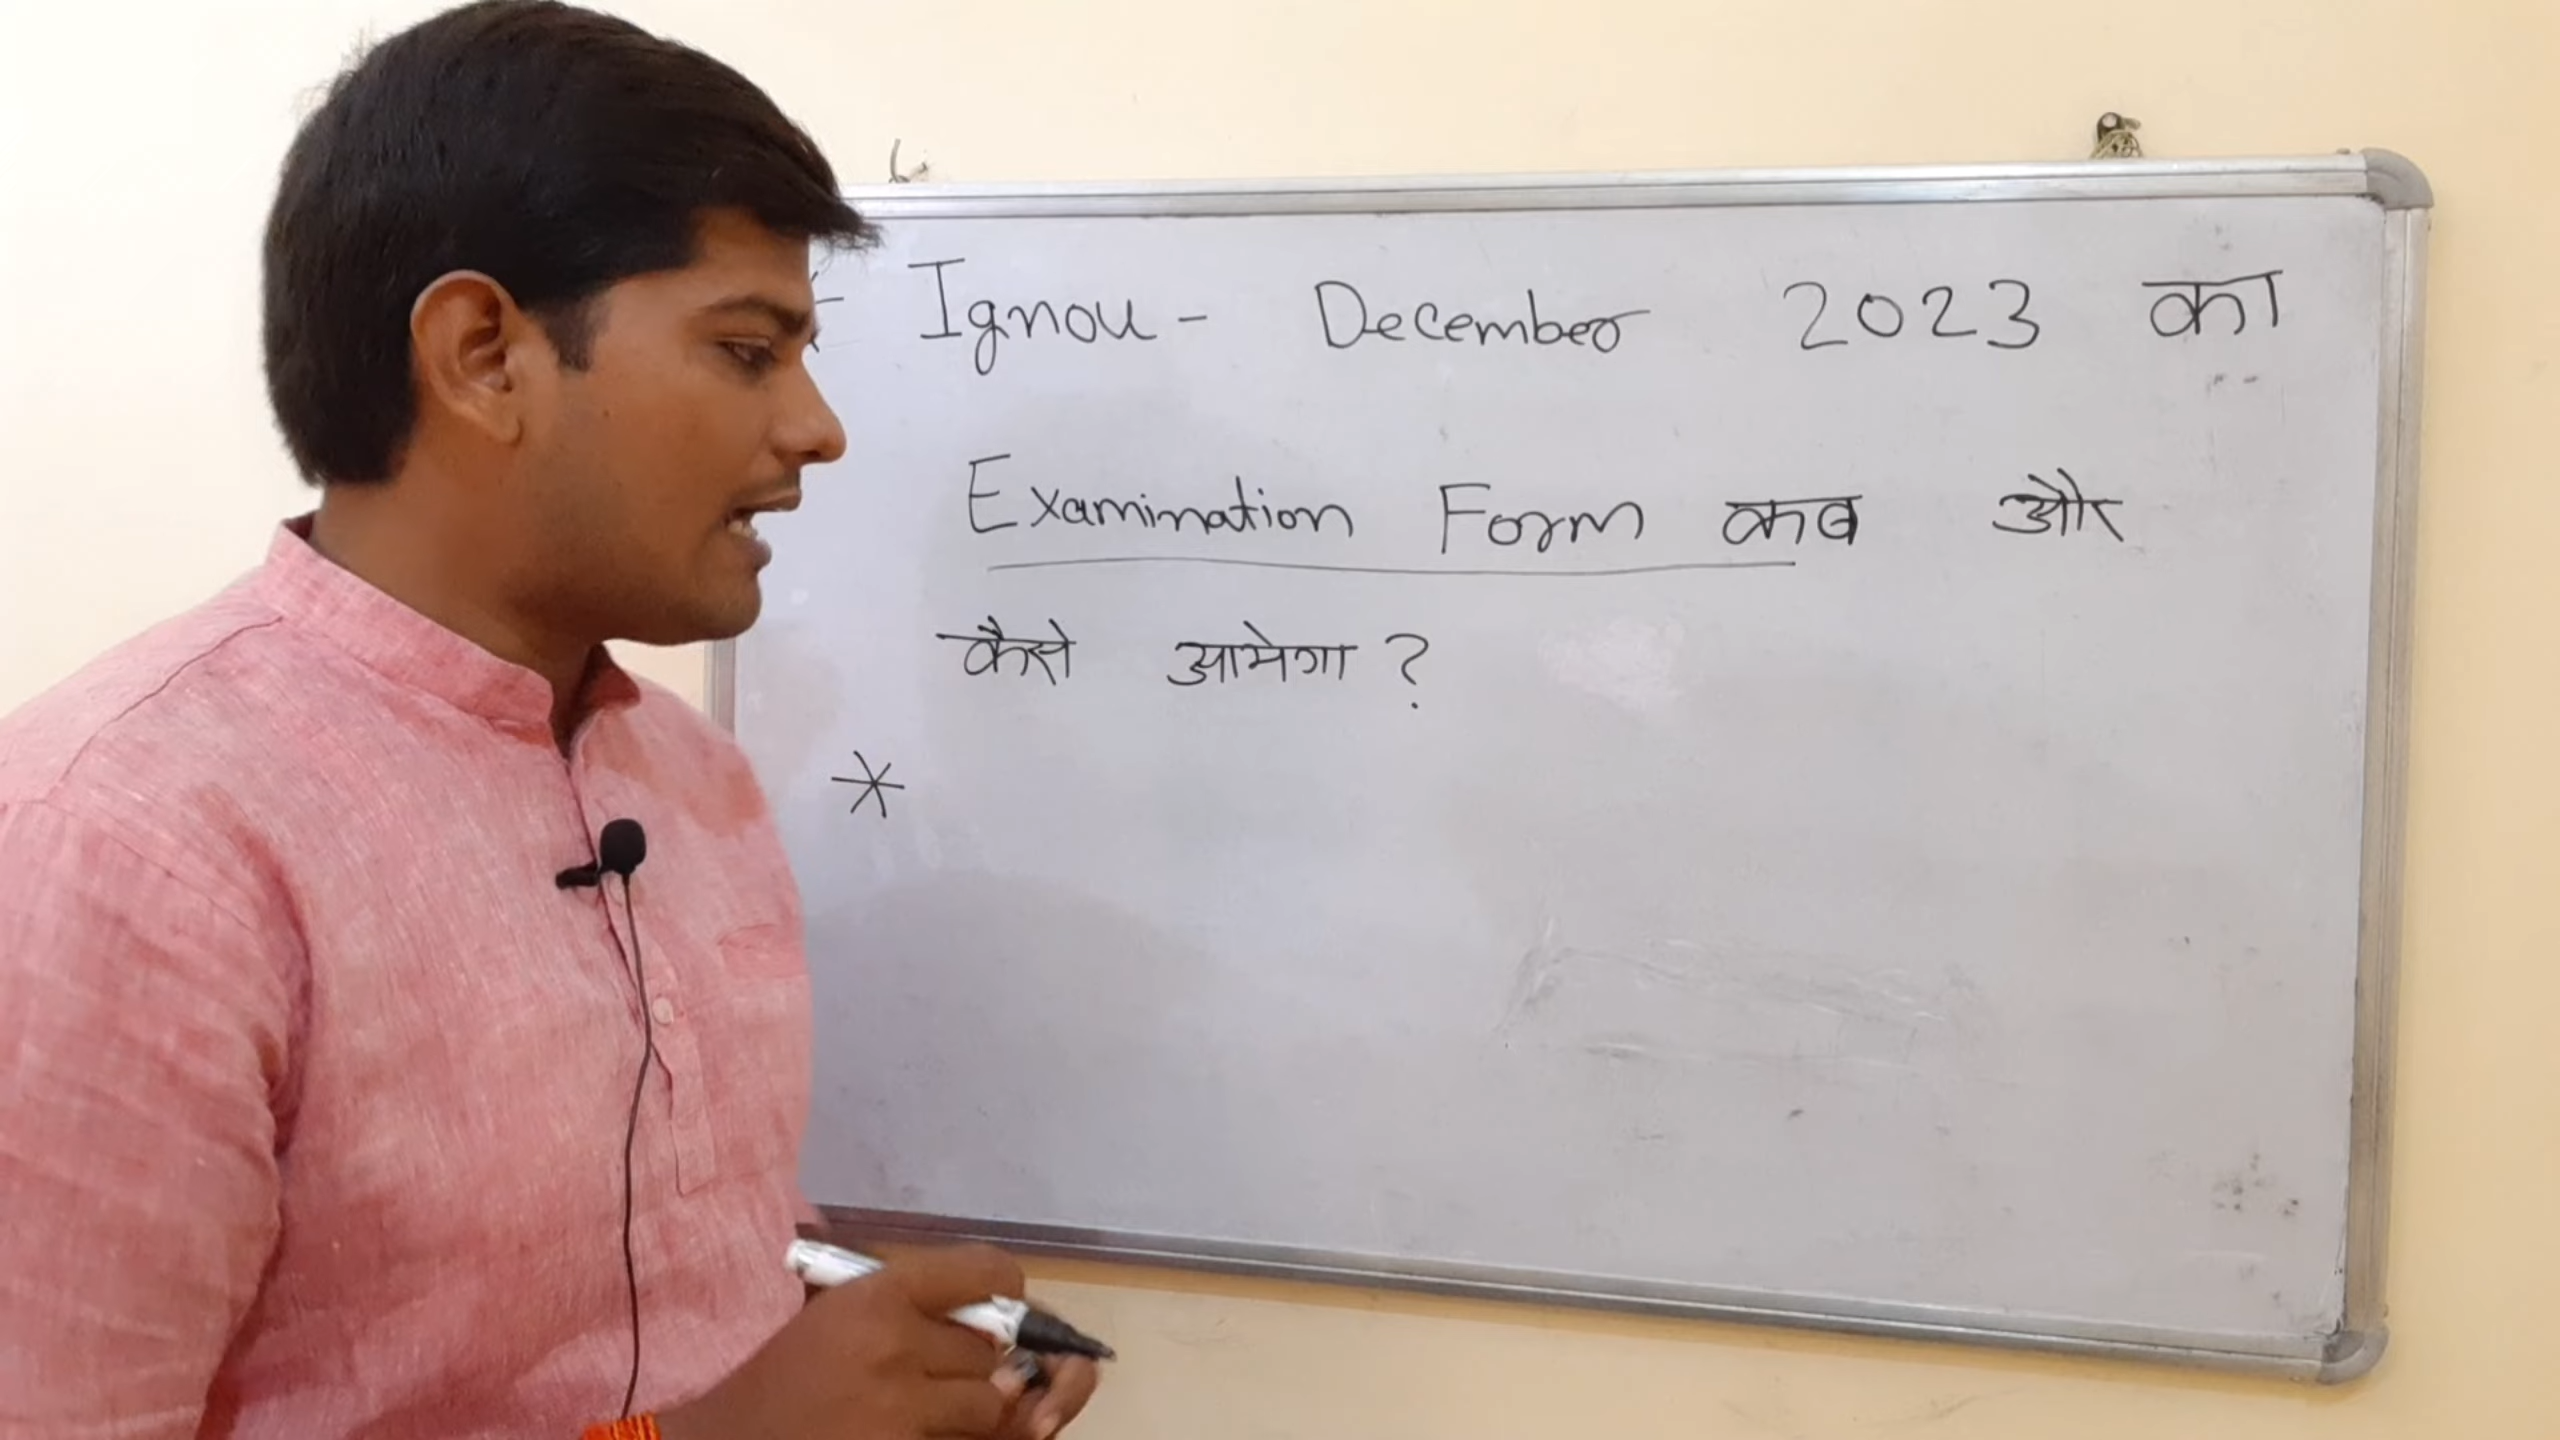 * Ignou - December 2023 का
Examination Form कब और
कैसे आयेगा ?
*